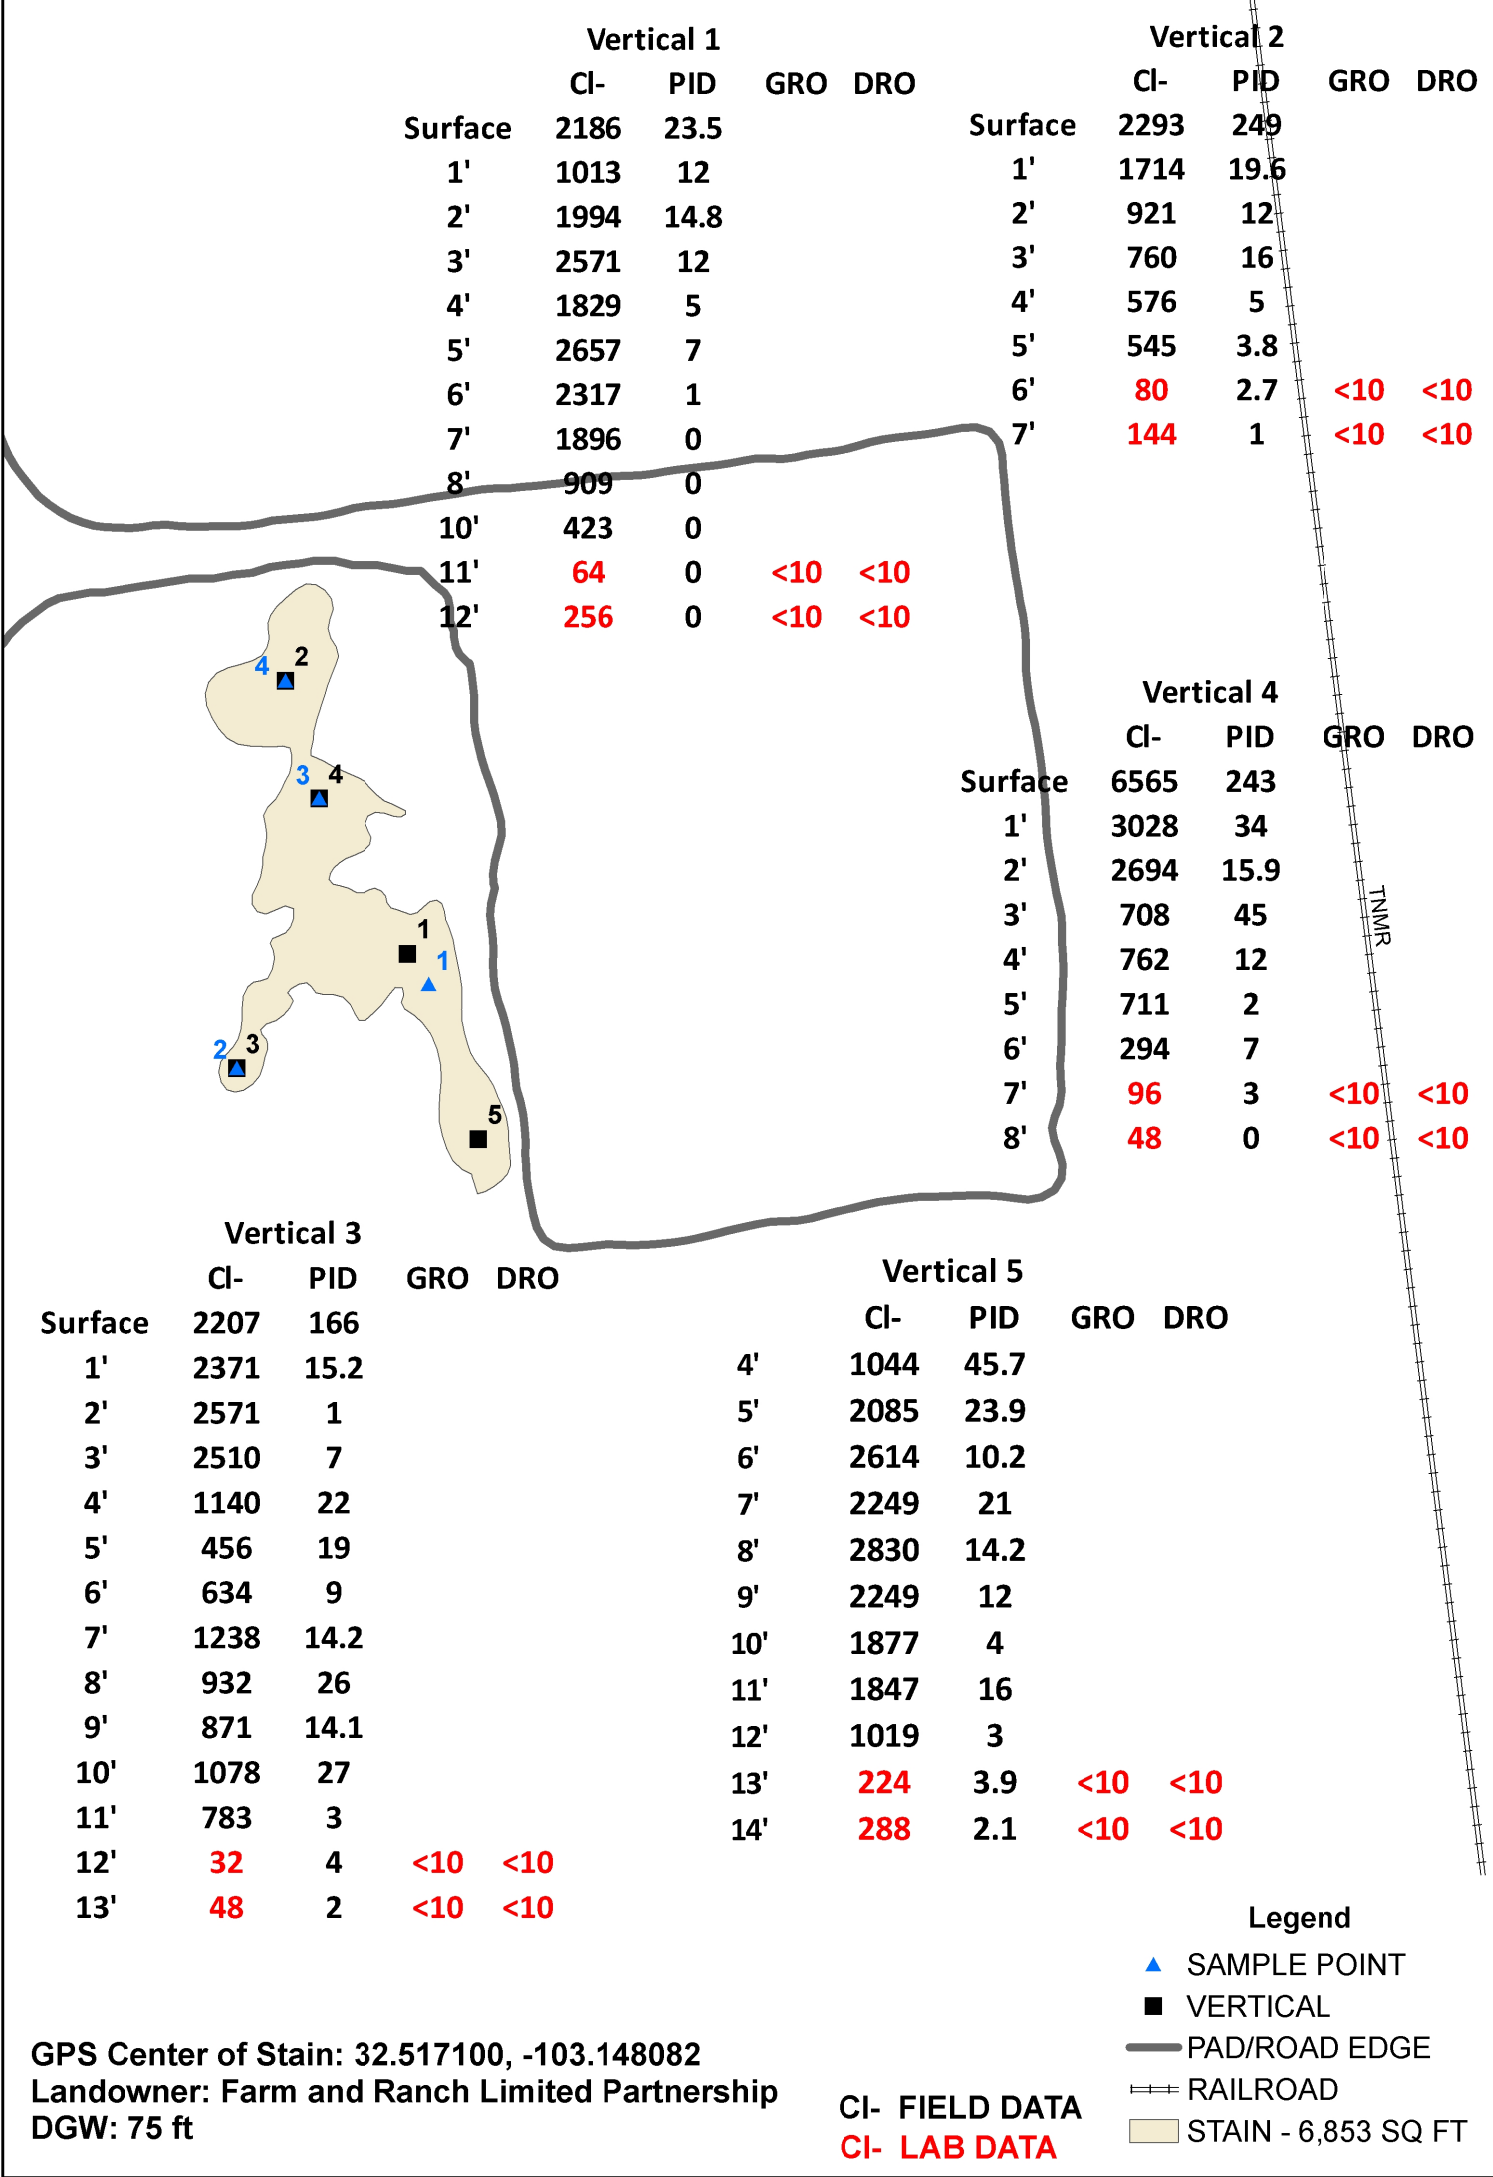 Vertical 1
Cl- PID GRO DRO
Surface 2186 23.5
1' 1013 12
2' 1994 14.8
3' 2571 12
4' 1829 5
5' 2657 7
6' 2317 1
7' 1896 0
8' 909 0
10' 423 0
11' 64 0 <10 <10
12' 256 0 <10 <10
Vertical 2
Cl- PID GRO DRO
Surface 2293 249
1' 1714 19.6
2' 921 12
3' 760 16
4' 576 5
5' 545 3.8
6' 80 2.7 <10 <10
7' 144 1 <10 <10
4 2
3 4
1
1
2 3
5
Vertical 4
Cl- PID GRO DRO
Surface 6565 243
1' 3028 34
2' 2694 15.9
3' 708 45
4' 762 12
5' 711 2
6' 294 7
7' 96 3 <10 <10
8' 48 0 <10 <10
TNMR
Vertical 3
Cl- PID GRO DRO
Surface 2207 166
1' 2371 15.2
2' 2571 1
3' 2510 7
4' 1140 22
5' 456 19
6' 634 9
7' 1238 14.2
8' 932 26
9' 871 14.1
10' 1078 27
11' 783 3
12' 32 4 <10 <10
13' 48 2 <10 <10
Vertical 5
Cl- PID GRO DRO
4' 1044 45.7
5' 2085 23.9
6' 2614 10.2
7' 2249 21
8' 2830 14.2
9' 2249 12
10' 1877 4
11' 1847 16
12' 1019 3
13' 224 3.9 <10 <10
14' 288 2.1 <10 <10
GPS Center of Stain: 32.517100, -103.148082
Landowner: Farm and Ranch Limited Partnership
DGW: 75 ft
Cl- FIELD DATA
Cl- LAB DATA
Legend
SAMPLE POINT
VERTICAL
PAD/ROAD EDGE
RAILROAD
STAIN - 6,853 SQ FT